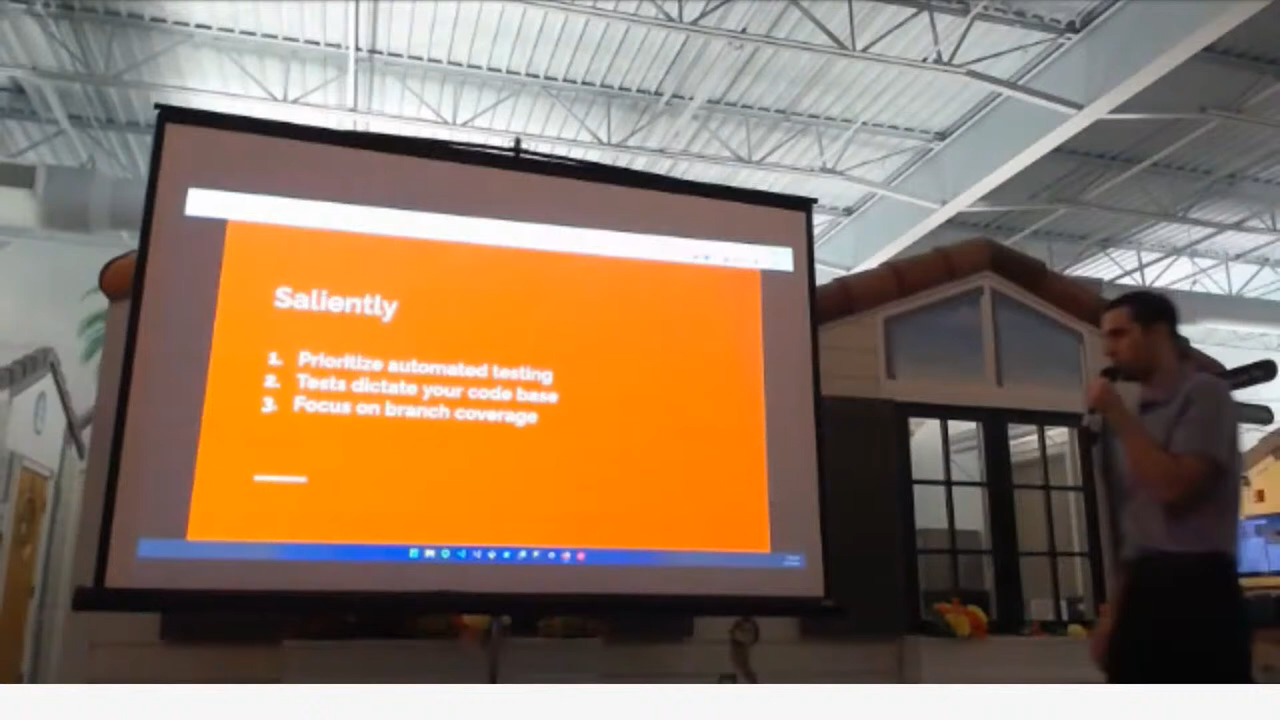 Saliently
1. Prioritize automated testing
2. Tests dictate your code base
3. Focus on branch coverage